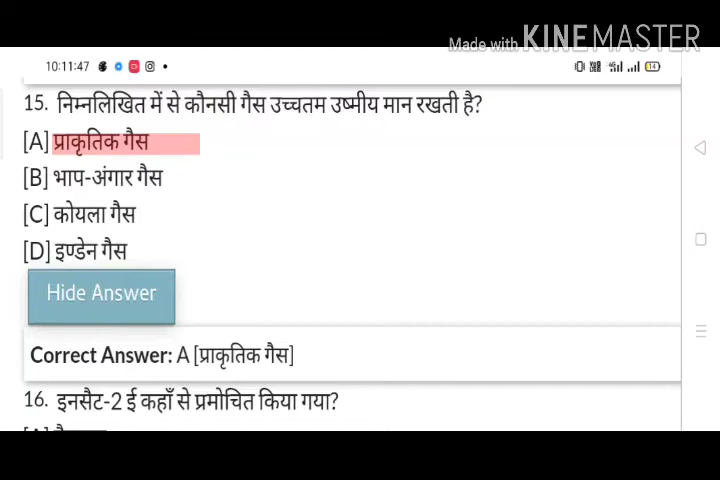 Made with KINEMASTER
10:11:47
15. निम्नलिखित में से कौनसी गैस उच्चतम उष्मीय मान रखती है?
[A] प्राकृतिक गैस
[B] भाप-अंगार गैस
[C] कोयला गैस
[D] इण्डेन गैस
Hide Answer
Correct Answer: A [प्राकृतिक गैस]
16. इनसैट-2 ई कहाँ से प्रमोचित किया गया?